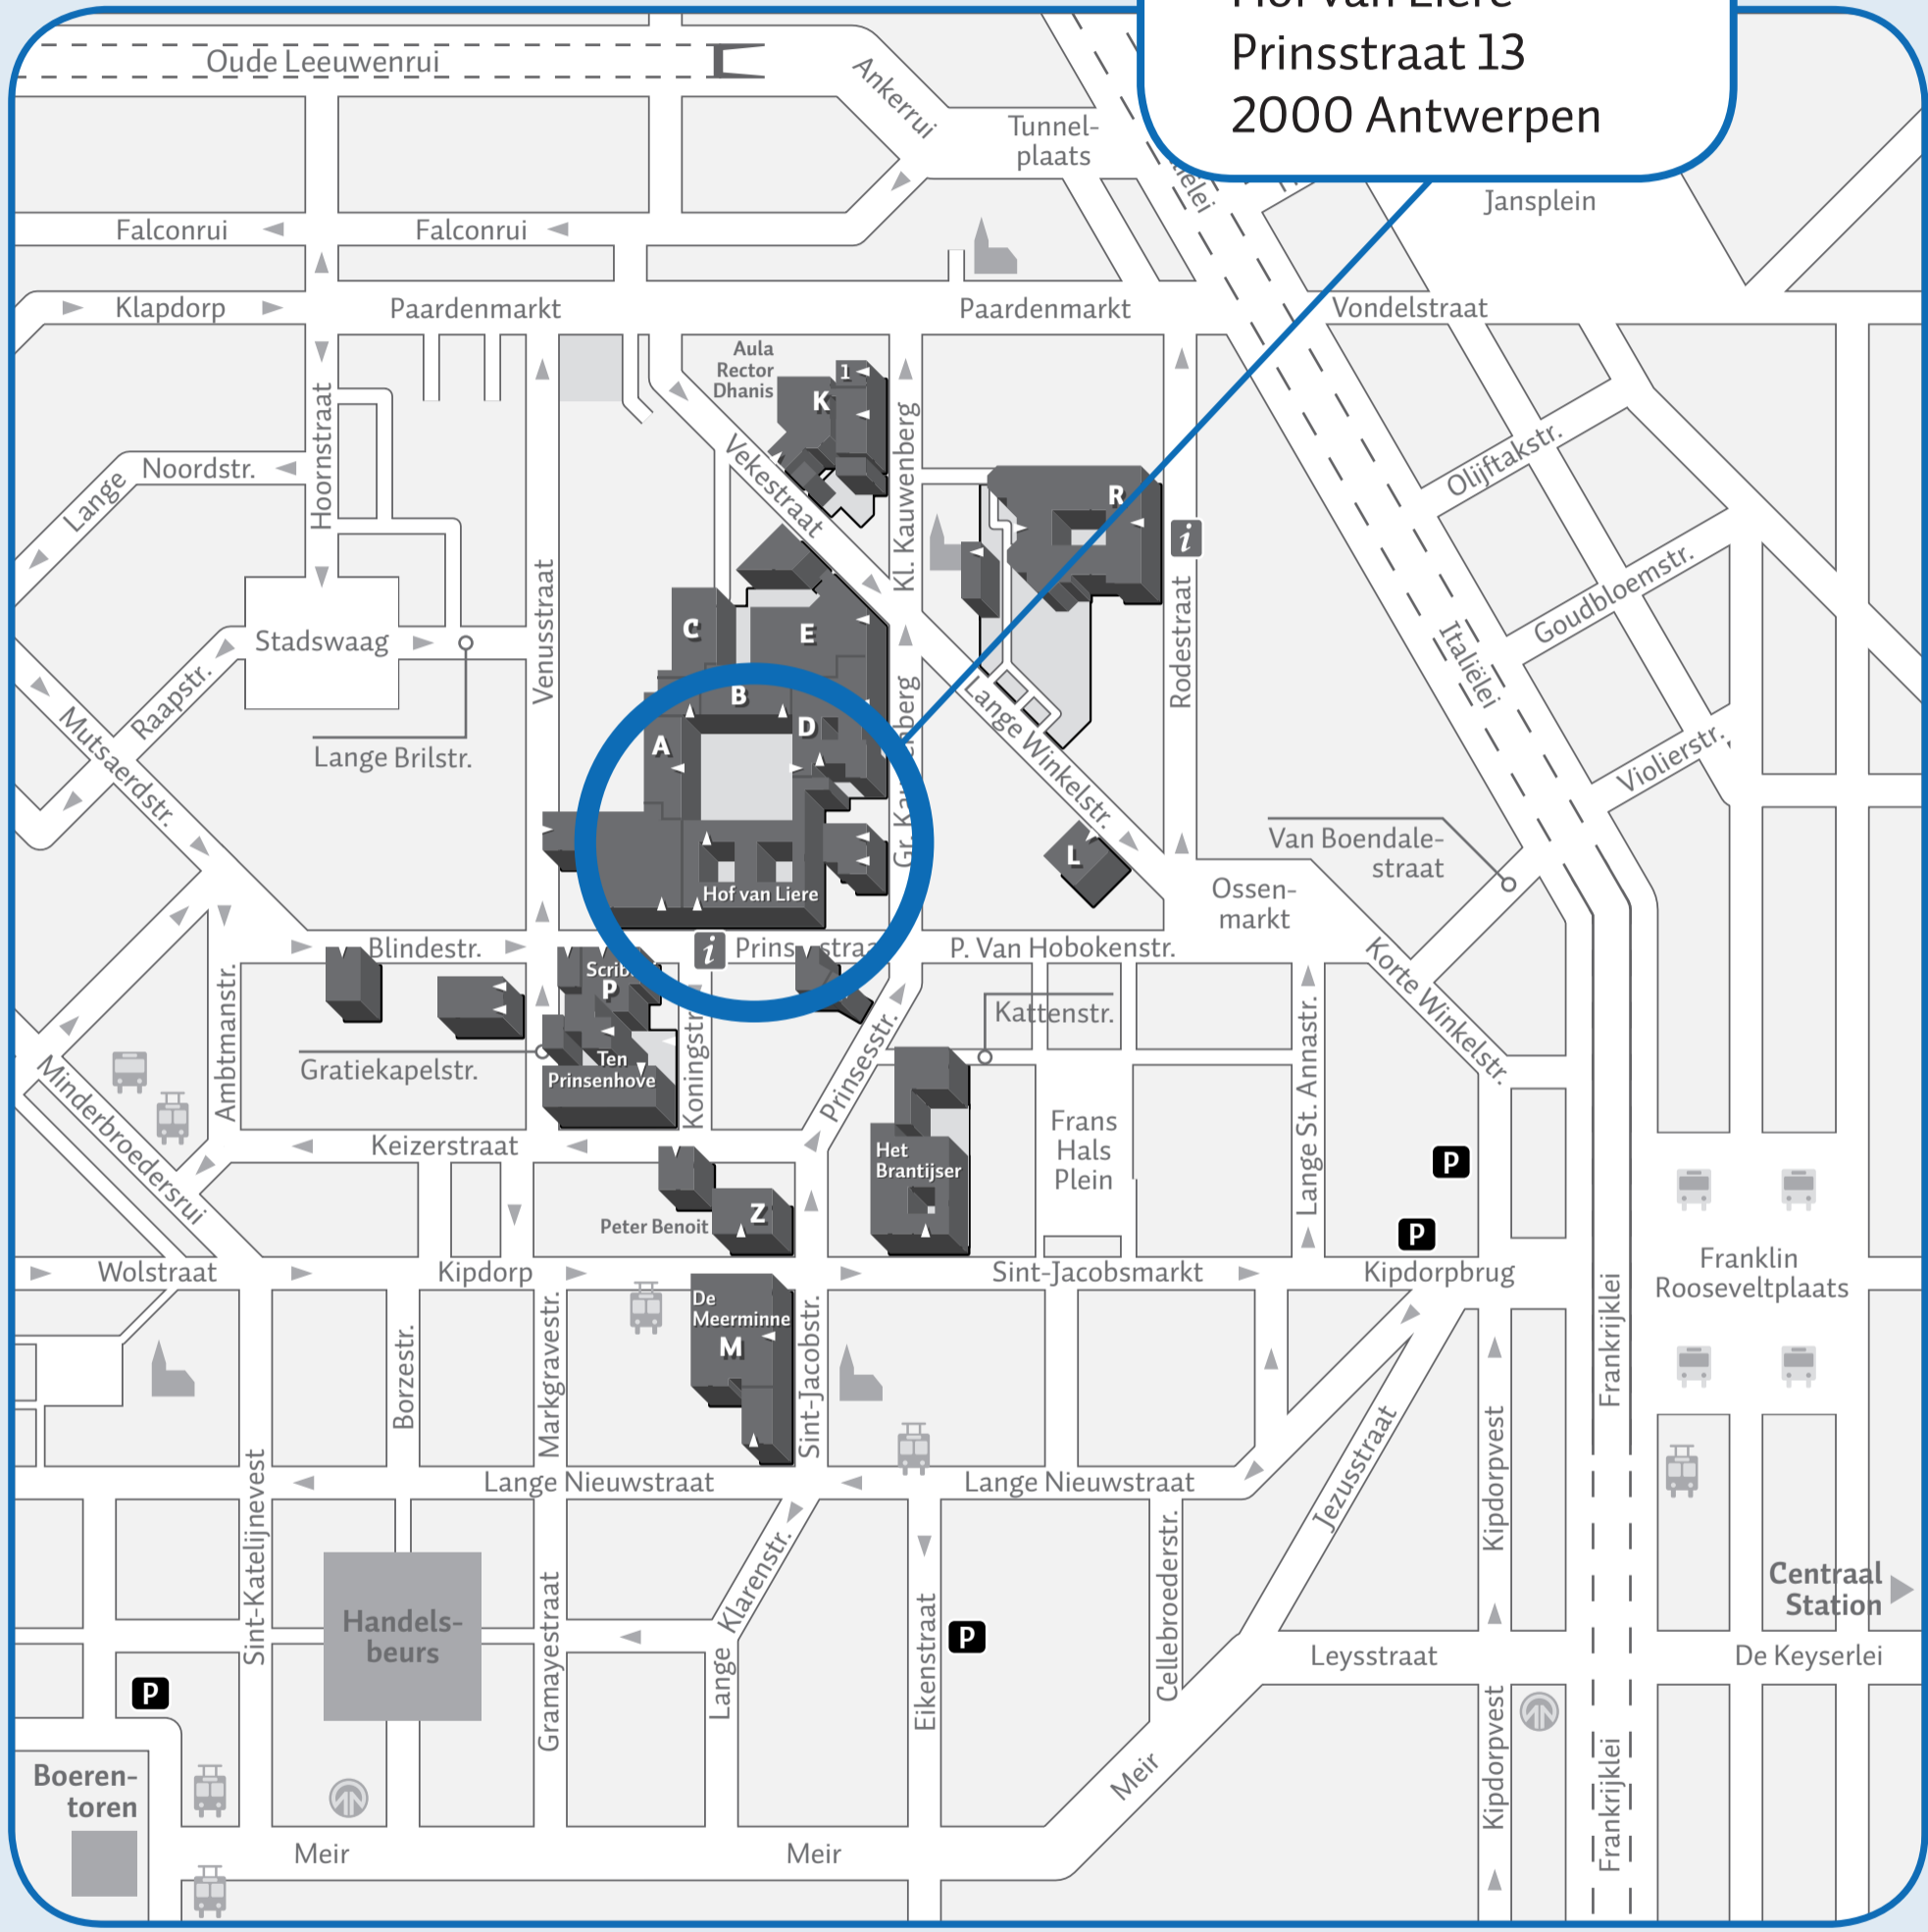 Prinsstraat 13
2000 Antwerpen
Oude Leeuwenrui
Ankerrui
Tunnel-
plaats
Jansplein
Falconrui
Falconrui
Klapdorp
Paardenmarkt
Paardenmarkt
Vondelstraat
Aula
Rector
Dhanis
1
K
Hoornstraat
Vekestraat
Kl. Kauwenberg
Olijftakstr.
Lange
Noordstr.
R
i
Goudbloemstr.
Venusstraat
Rodestraat
Stadswaag
C
E
Italiëlei
Raapstr.
Mutsaerdstr.
B
D
A
Lange Winkelstr.
Violierstr.
Lange Brilstr.
Van Boendale-
straat
L
Ossen-
markt
Hof van Liere
Blindestr.
i
P. Van Hobokenstr.
Korte Winkelstr.
P
Kattenstr.
Ambtmanstr.
Gratiekapelstr.
Ten
Prinsenhove
Prinsesstr.
Lange St. Annastr.
Minderbroedersrui
Frans
Hals
Plein
Keizerstraat
Het
Brantijser
P
P
Z
Peter Benoit
Wolstraat
Kipdorp
Sint-Jacobsmarkt
Kipdorpbrug
Franklin
Rooseveltplaats
De
Meerminne
M
Borzestr.
Markgravestr.
Sint-Jacobstr.
Frankrijklei
Jezusstraat
Kipdorpvest
Lange Nieuwstraat
Lange Nieuwstraat
Sint-Katelijnevest
Handels-
beurs
Gramayestraat
Lange Klarenstr.
Eikenstraat
P
Cellebroederstr.
Centraal
Station
Leysstraat
De Keyserlei
P
Kipdorpvest
Frankrijklei
Boeren-
toren
Meir
Meir
Meir